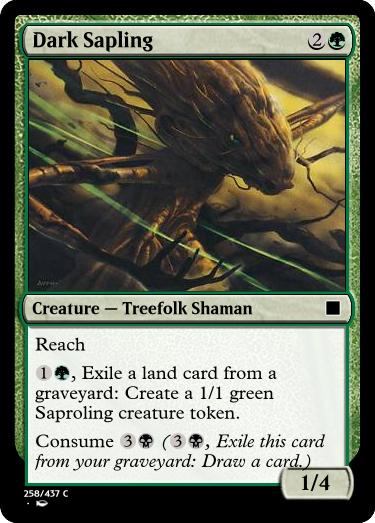 Dark Sapling 2
Creature — Treefolk Shaman
Reach
1, Exile a land card from a
graveyard: Create a 1/1 green
Saproling creature token.
Consume 3 (3, Exile this card
from your graveyard: Draw a card.)
1/4
258/437 C